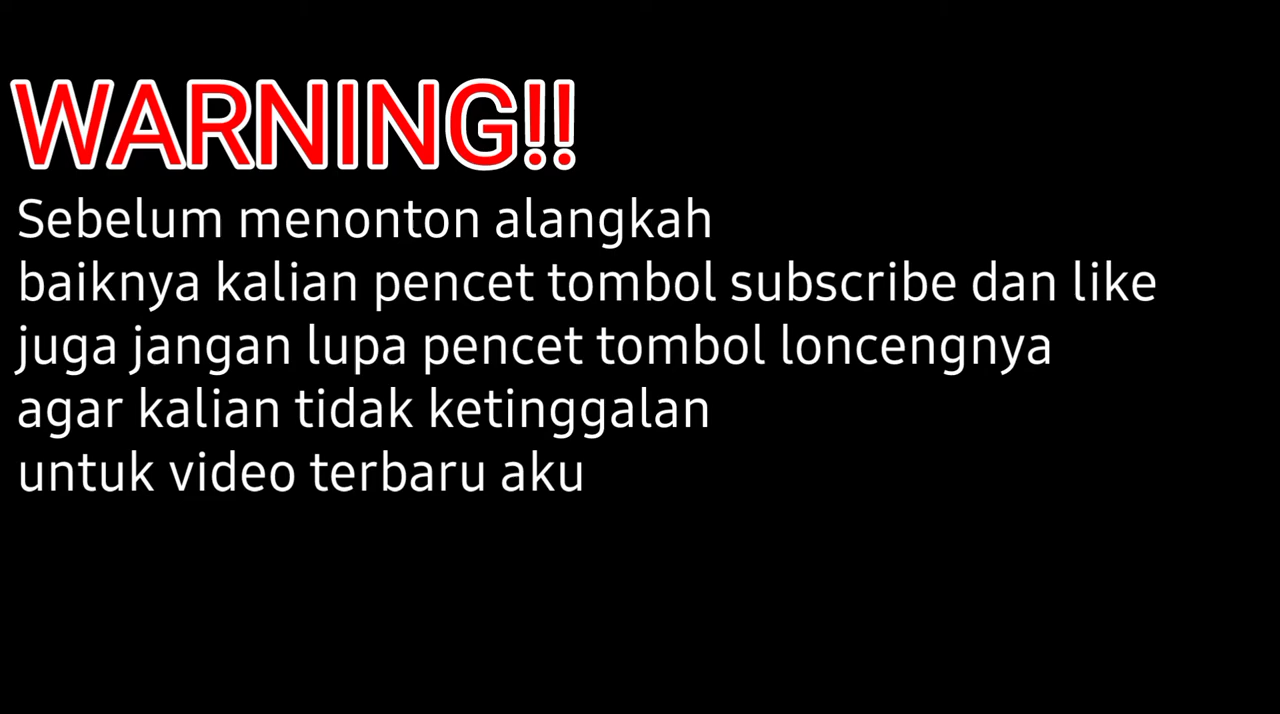 WARNING!!
Sebelum menonton alangkah
baiknya kalian pencet tombol subscribe dan like
juga jangan lupa pencet tombol loncengnya
agar kalian tidak ketinggalan
untuk video terbaru aku